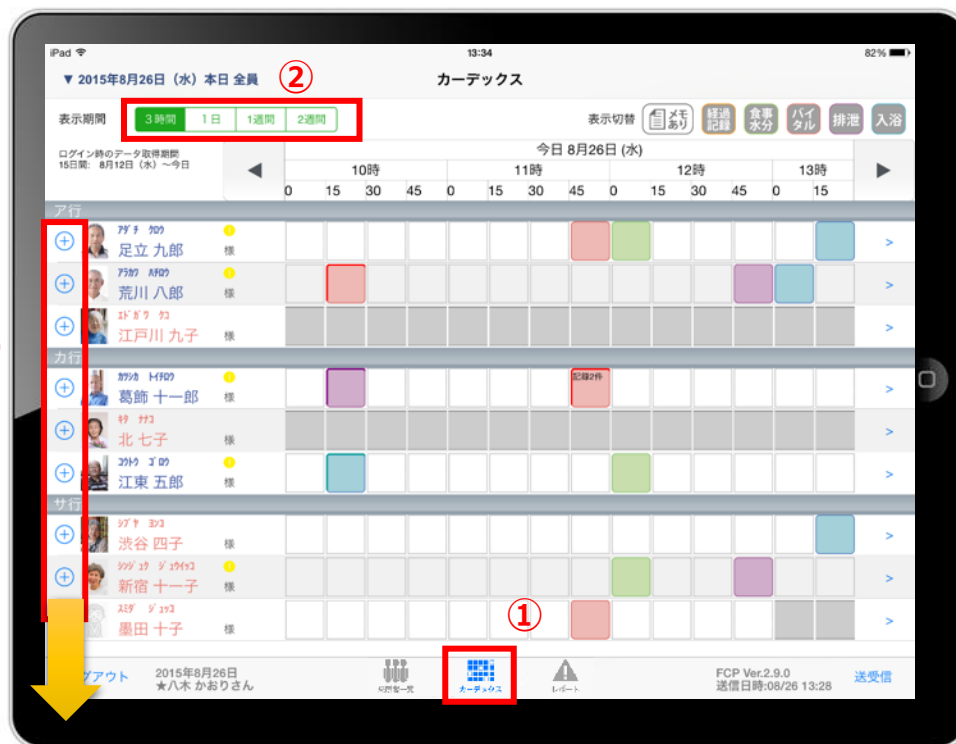 iPad 13:34 82%
▼ 2015年8月26日（水）本日 全員 ② カーデックス
表示期間 3時間 1日 1週間 2週間 表示切替 メモあり 経過記録 食事水分 バイタル 排泄 入浴
ログイン時のデータ取得期間
15日間: 8月12日（水）～今日
今日 8月26日 (水)
◀ 10時 11時 12時 13時 ▶
0 15 30 45 0 15 30 45 0 15 30 45 0 15
ア行
アダチ クロウ
足立 九郎 様 >
アラカワ ハチロウ
荒川 八郎 様 >
エドガワ クコ
江戸川 九子 様 >
カ行
カツシカ トイチロウ 記録2件
葛飾 十一郎 様 >
キタ ナナコ
北 七子 様 >
コウトウ ゴロウ
江東 五郎 様 >
サ行
シブヤ ヨンコ
渋谷 四子 様 >
シンジュク ジュウイッコ
新宿 十一子 様 >
スミダ ジュッコ
墨田 十子 様 >
①
グアウト 2015年8月26日 FCP Ver.2.9.0 送受信
★八木 かおりさん カーデックス レポート 送信日時:08/26 13:28